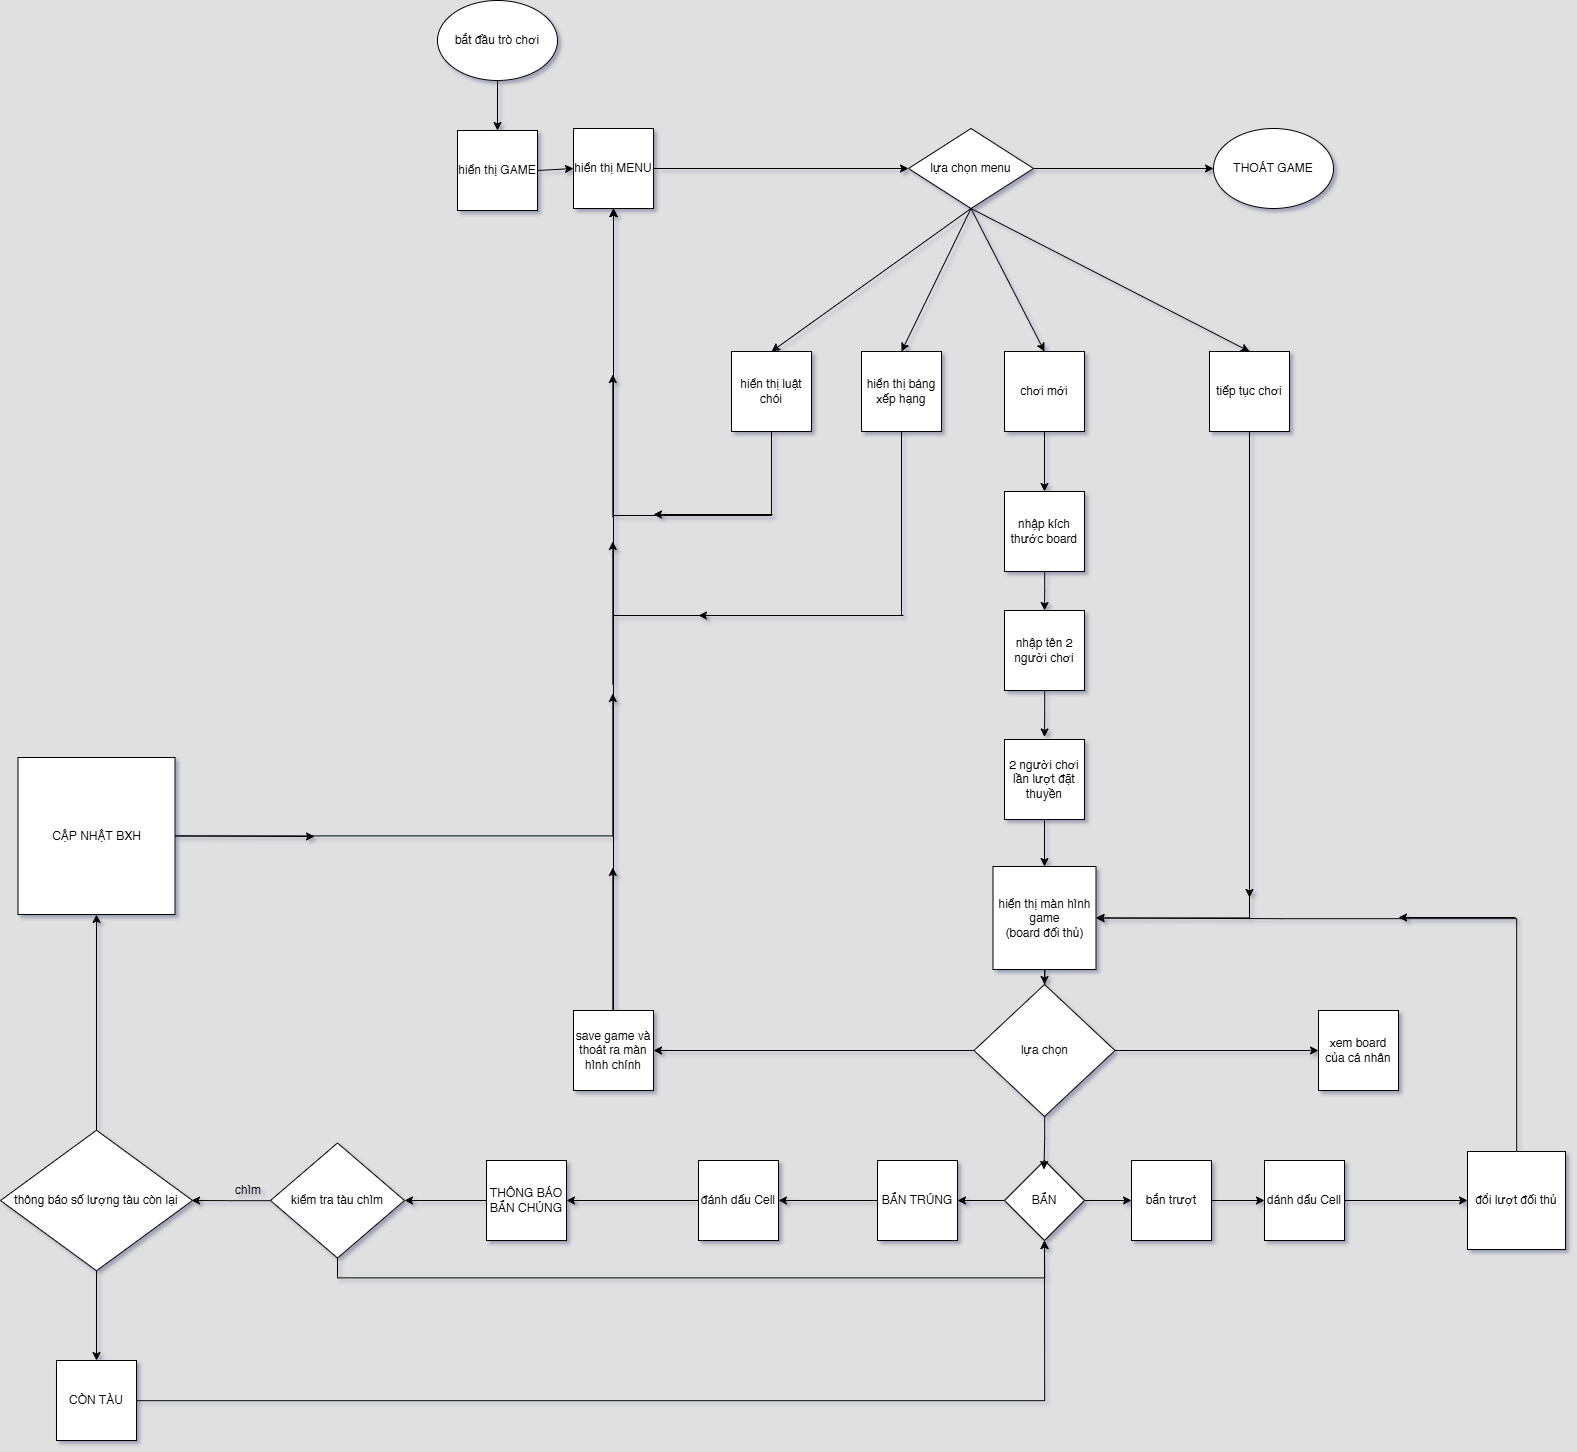 bắt đầu trò chơi
hiển thị GAME
hiển thị MENU
lựa chọn menu
THOÁT GAME
hiển thị luật
chới
hiển thị bảng
xếp hạng
chơi mới
tiếp tục chơi
nhập kích
thước board
nhập tên 2
người chơi
2 người chơi
lần lượt đặt
thuyền
CẬP NHẬT BXH
hiển thị màn hình
game
(board đối thủ)
save game và
thoát ra màn
hình chính
lựa chọn
xem board
của cá nhân
thông báo số lượng tàu còn lại
chìm
kiểm tra tàu chìm
THÔNG BÁO
BẮN CHÚNG
đánh dấu Cell
BẮN TRÚNG
BẮN
bắn trượt
đánh dấu Cell
đổi lượt đối thủ
CÒN TÀU